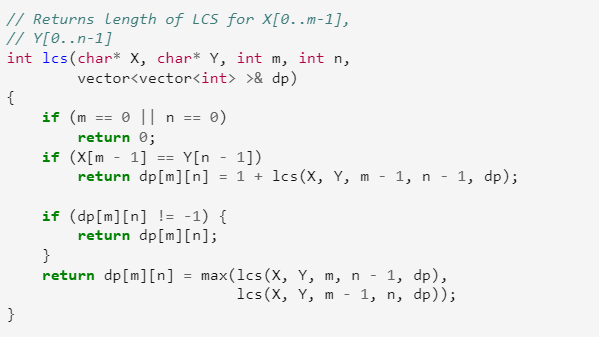 // Returns length of LCS for X[0..m-1],
// Y[0..n-1]
int lcs(char* X, char* Y, int m, int n,
        vector<vector<int> >& dp)
{
    if (m == 0 || n == 0)
        return 0;
    if (X[m - 1] == Y[n - 1])
        return dp[m][n] = 1 + lcs(X, Y, m - 1, n - 1, dp);

    if (dp[m][n] != -1) {
        return dp[m][n];
    }
    return dp[m][n] = max(lcs(X, Y, m, n - 1, dp),
                          lcs(X, Y, m - 1, n, dp));
}